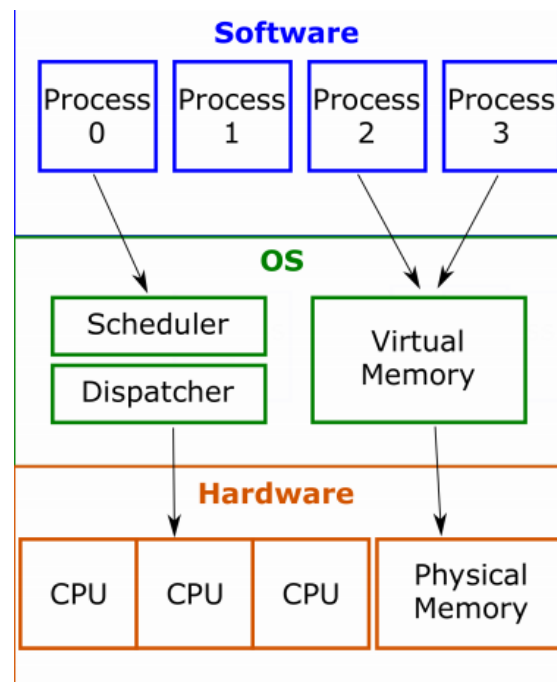 Software
Process
0
Process
1
Process
2
Process
3
OS
Scheduler
Dispatcher
Virtual
Memory
Hardware
CPU
CPU
CPU
Physical
Memory